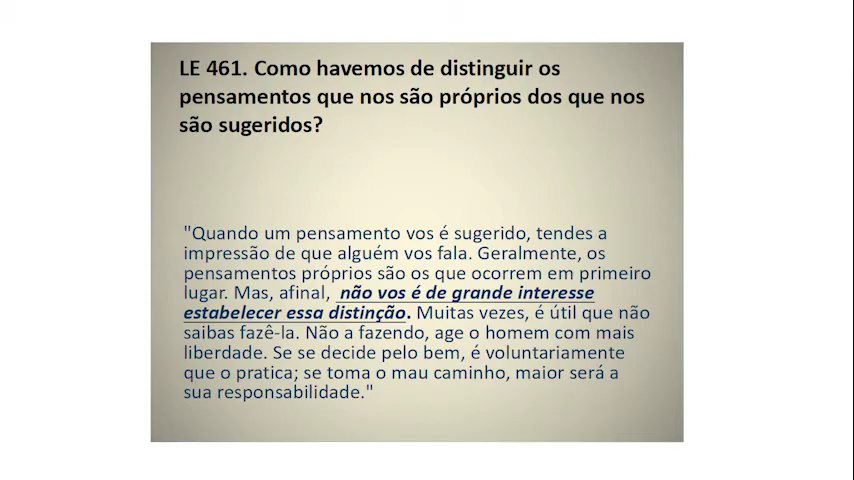 LE 461. Como havemos de distinguir os
pensamentos que nos são próprios dos que nos
são sugeridos?
"Quando um pensamento vos é sugerido, tendes a
impressão de que alguém vos fala. Geralmente, os
pensamentos próprios são os que ocorrem em primeiro
lugar. Mas, afinal, não vos é de grande interesse
estabelecer essa distinção. Muitas vezes, é útil que não
saibas fazê-la. Não a fazendo, age o homem com mais
liberdade. Se se decide pelo bem, é voluntariamente
que o pratica; se toma o mau caminho, maior será a
sua responsabilidade."